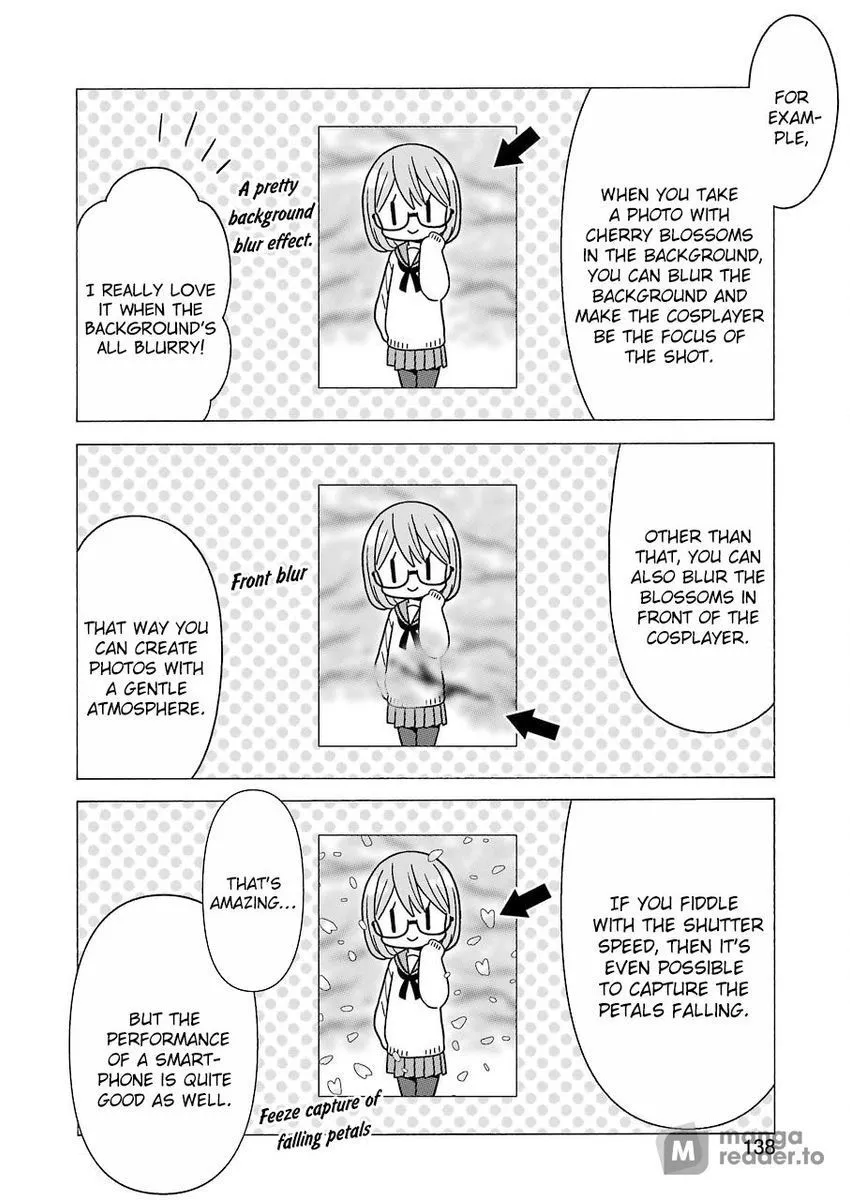 FOR
EXAM-
PLE,
WHEN YOU TAKE
A PHOTO WITH
CHERRY BLOSSOMS
IN THE BACKGROUND,
YOU CAN BLUR THE
BACKGROUND AND
MAKE THE COSPLAYER
BE THE FOCUS OF
THE SHOT.
A pretty
background
blur effect.
I REALLY LOVE
IT WHEN THE
BACKGROUND'S
ALL BLURRY!
OTHER THAN
THAT, YOU CAN
ALSO BLUR THE
BLOSSOMS IN
FRONT OF THE
COSPLAYER.
Front blur
THAT WAY YOU
CAN CREATE
PHOTOS WITH
A GENTLE
ATMOSPHERE.
IF YOU FIDDLE
WITH THE SHUTTER
SPEED, THEN IT'S
EVEN POSSIBLE
TO CAPTURE THE
PETALS FALLING.
Feeze capture of
falling petals
THAT'S
AMAZING...
BUT THE
PERFORMANCE
OF A SMART-
PHONE IS QUITE
GOOD AS WELL.
138
M manga
reader.to